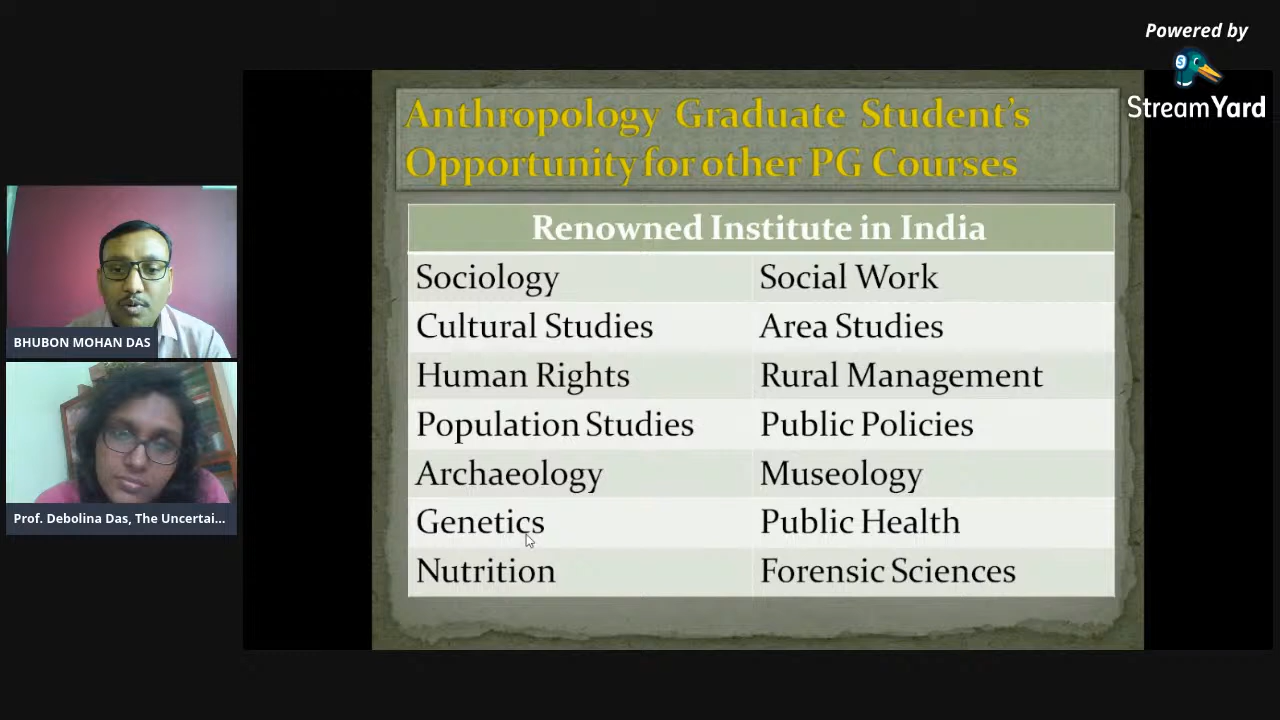 Powered by
StreamYard
Anthropology Graduate Student's
Opportunity for other PG Courses
Renowned Institute in India
Sociology Social Work
Cultural Studies Area Studies
Human Rights Rural Management
Population Studies Public Policies
Archaeology Museology
Genetics Public Health
Nutrition Forensic Sciences
BHUBON MOHAN DAS
Prof. Debolina Das, The Uncertai...